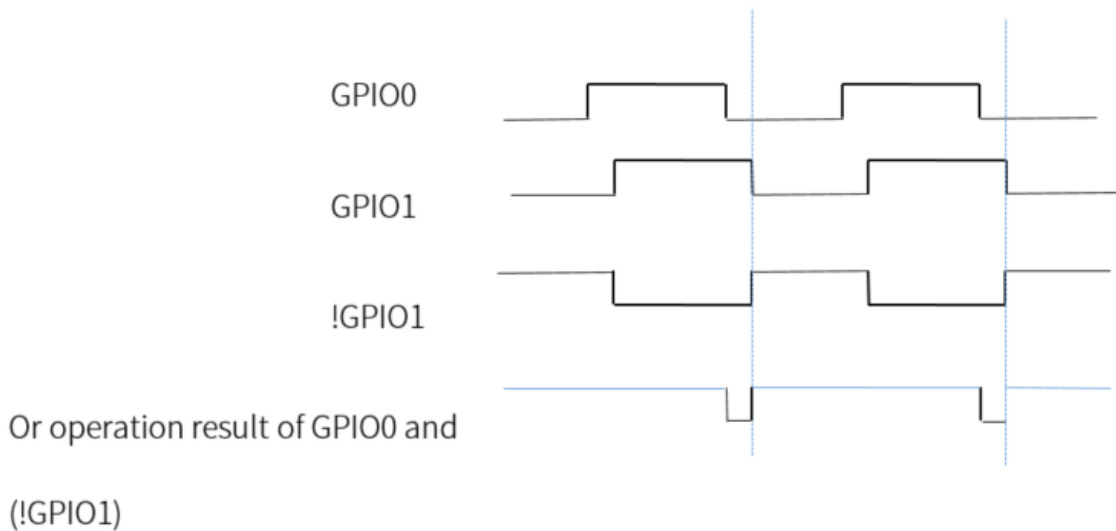 GPIO0
GPIO1
!GPIO1
Or operation result of GPIO0 and
(!GPIO1)